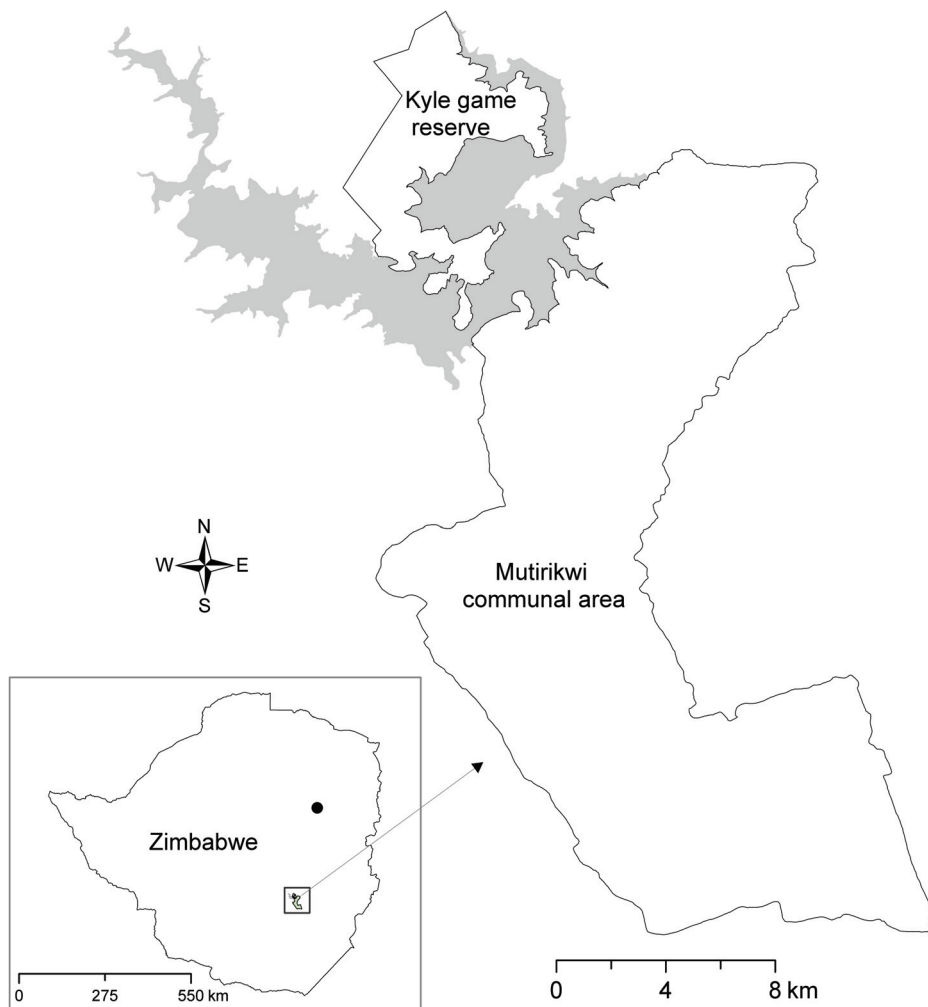 Kyle game
reserve
N
W E
S
Mutirikwi
communal area
Zimbabwe
0 275 550 km
0 4 8 km